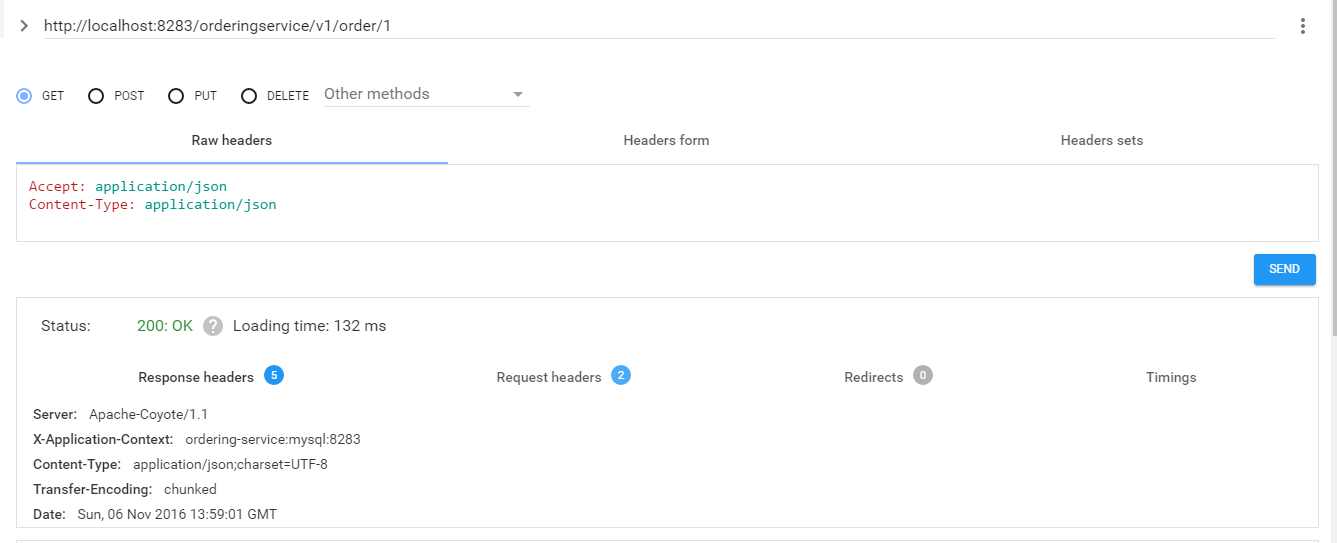 http://localhost:8283/orderingservice/v1/order/1
GET POST PUT DELETE Other methods
Raw headers Headers form Headers sets
Accept: application/json
Content-Type: application/json
SEND
Status: 200: OK ? Loading time: 132 ms
Response headers 5 Request headers 2 Redirects 0 Timings
Server: Apache-Coyote/1.1
X-Application-Context: ordering-service:mysql:8283
Content-Type: application/json;charset=UTF-8
Transfer-Encoding: chunked
Date: Sun, 06 Nov 2016 13:59:01 GMT